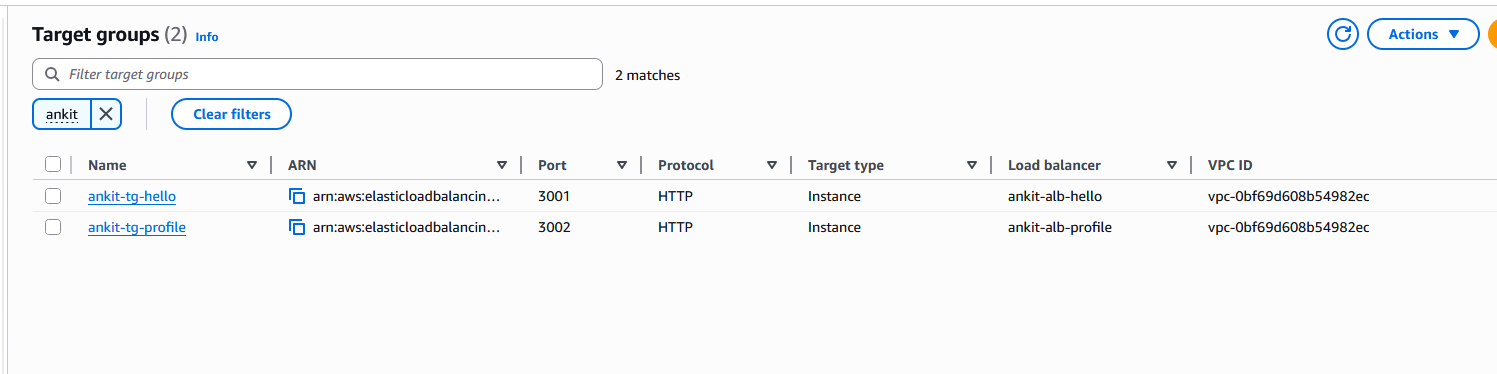 Target groups (2) Info
Actions
Filter target groups
2 matches
ankit
Clear filters
Name ARN Port Protocol Target type Load balancer VPC ID
ankit-tg-hello arn:aws:elasticloadbalancin... 3001 HTTP Instance ankit-alb-hello vpc-0bf69d608b54982ec
ankit-tg-profile arn:aws:elasticloadbalancin... 3002 HTTP Instance ankit-alb-profile vpc-0bf69d608b54982ec